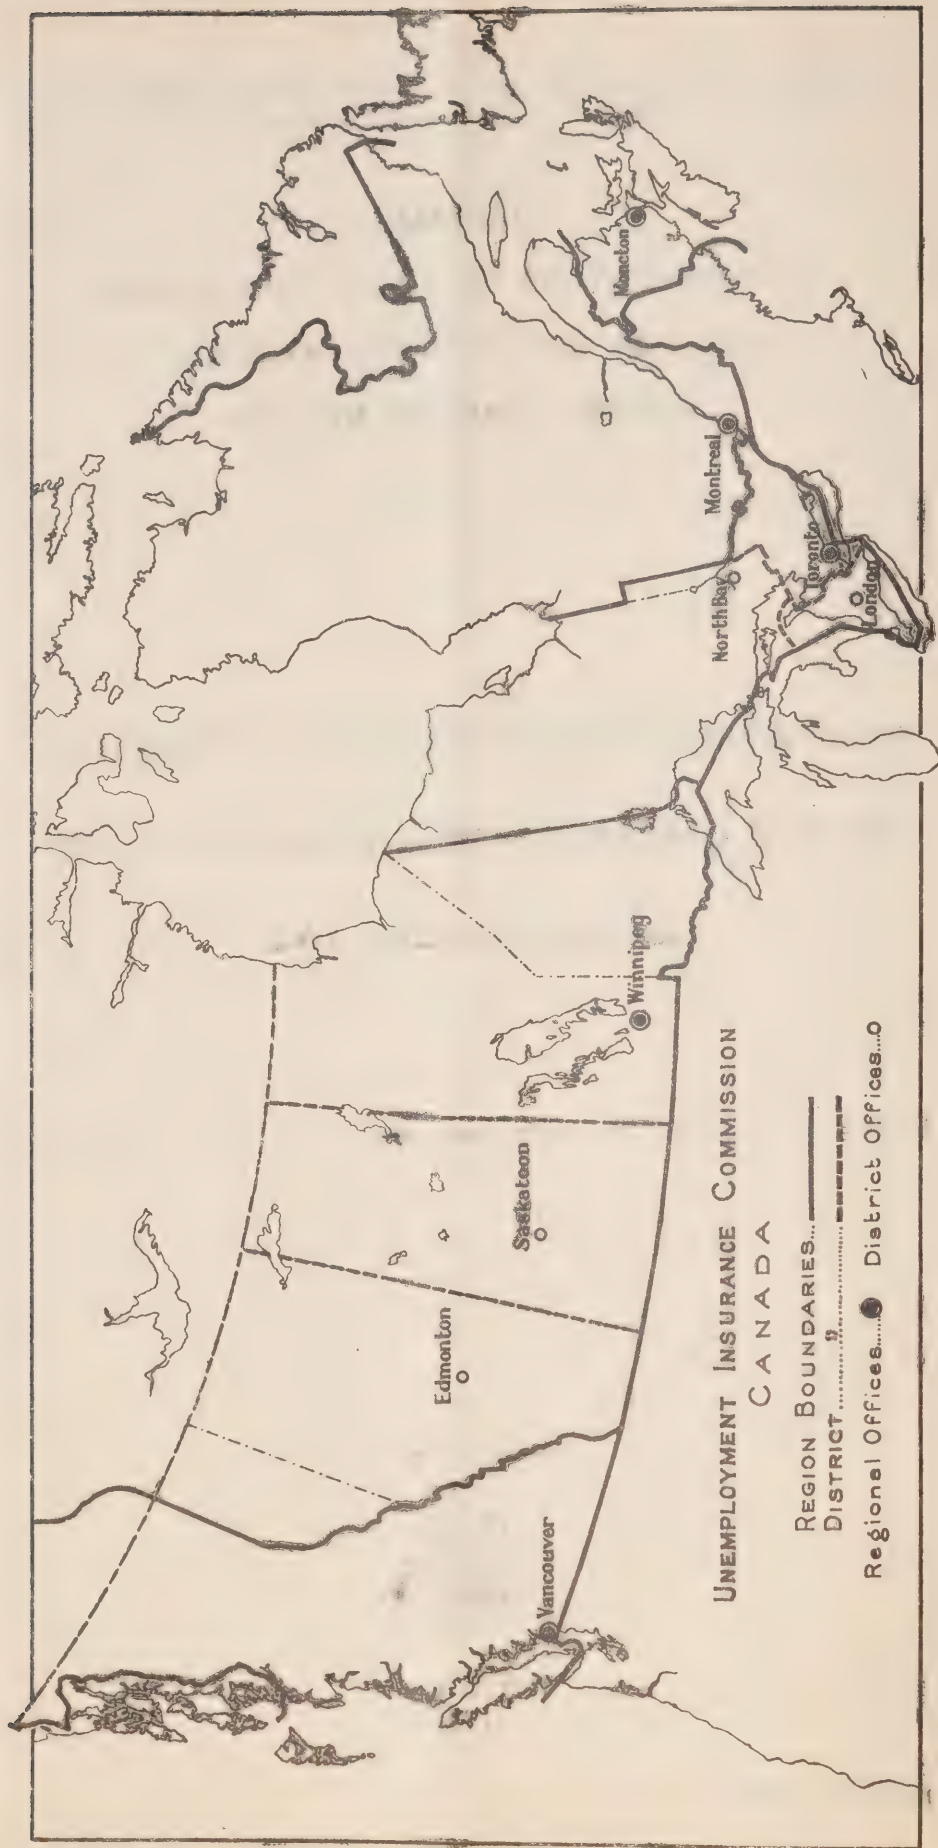 Moncton
Montreal
North Bay
Toronto
London
Winnipeg
Saskatoon
Edmonton
Vancouver
UNEMPLOYMENT INSURANCE COMMISSION
CANADA
REGION BOUNDARIES...
DISTRICT........"........
Regional Offices..... District Offices...